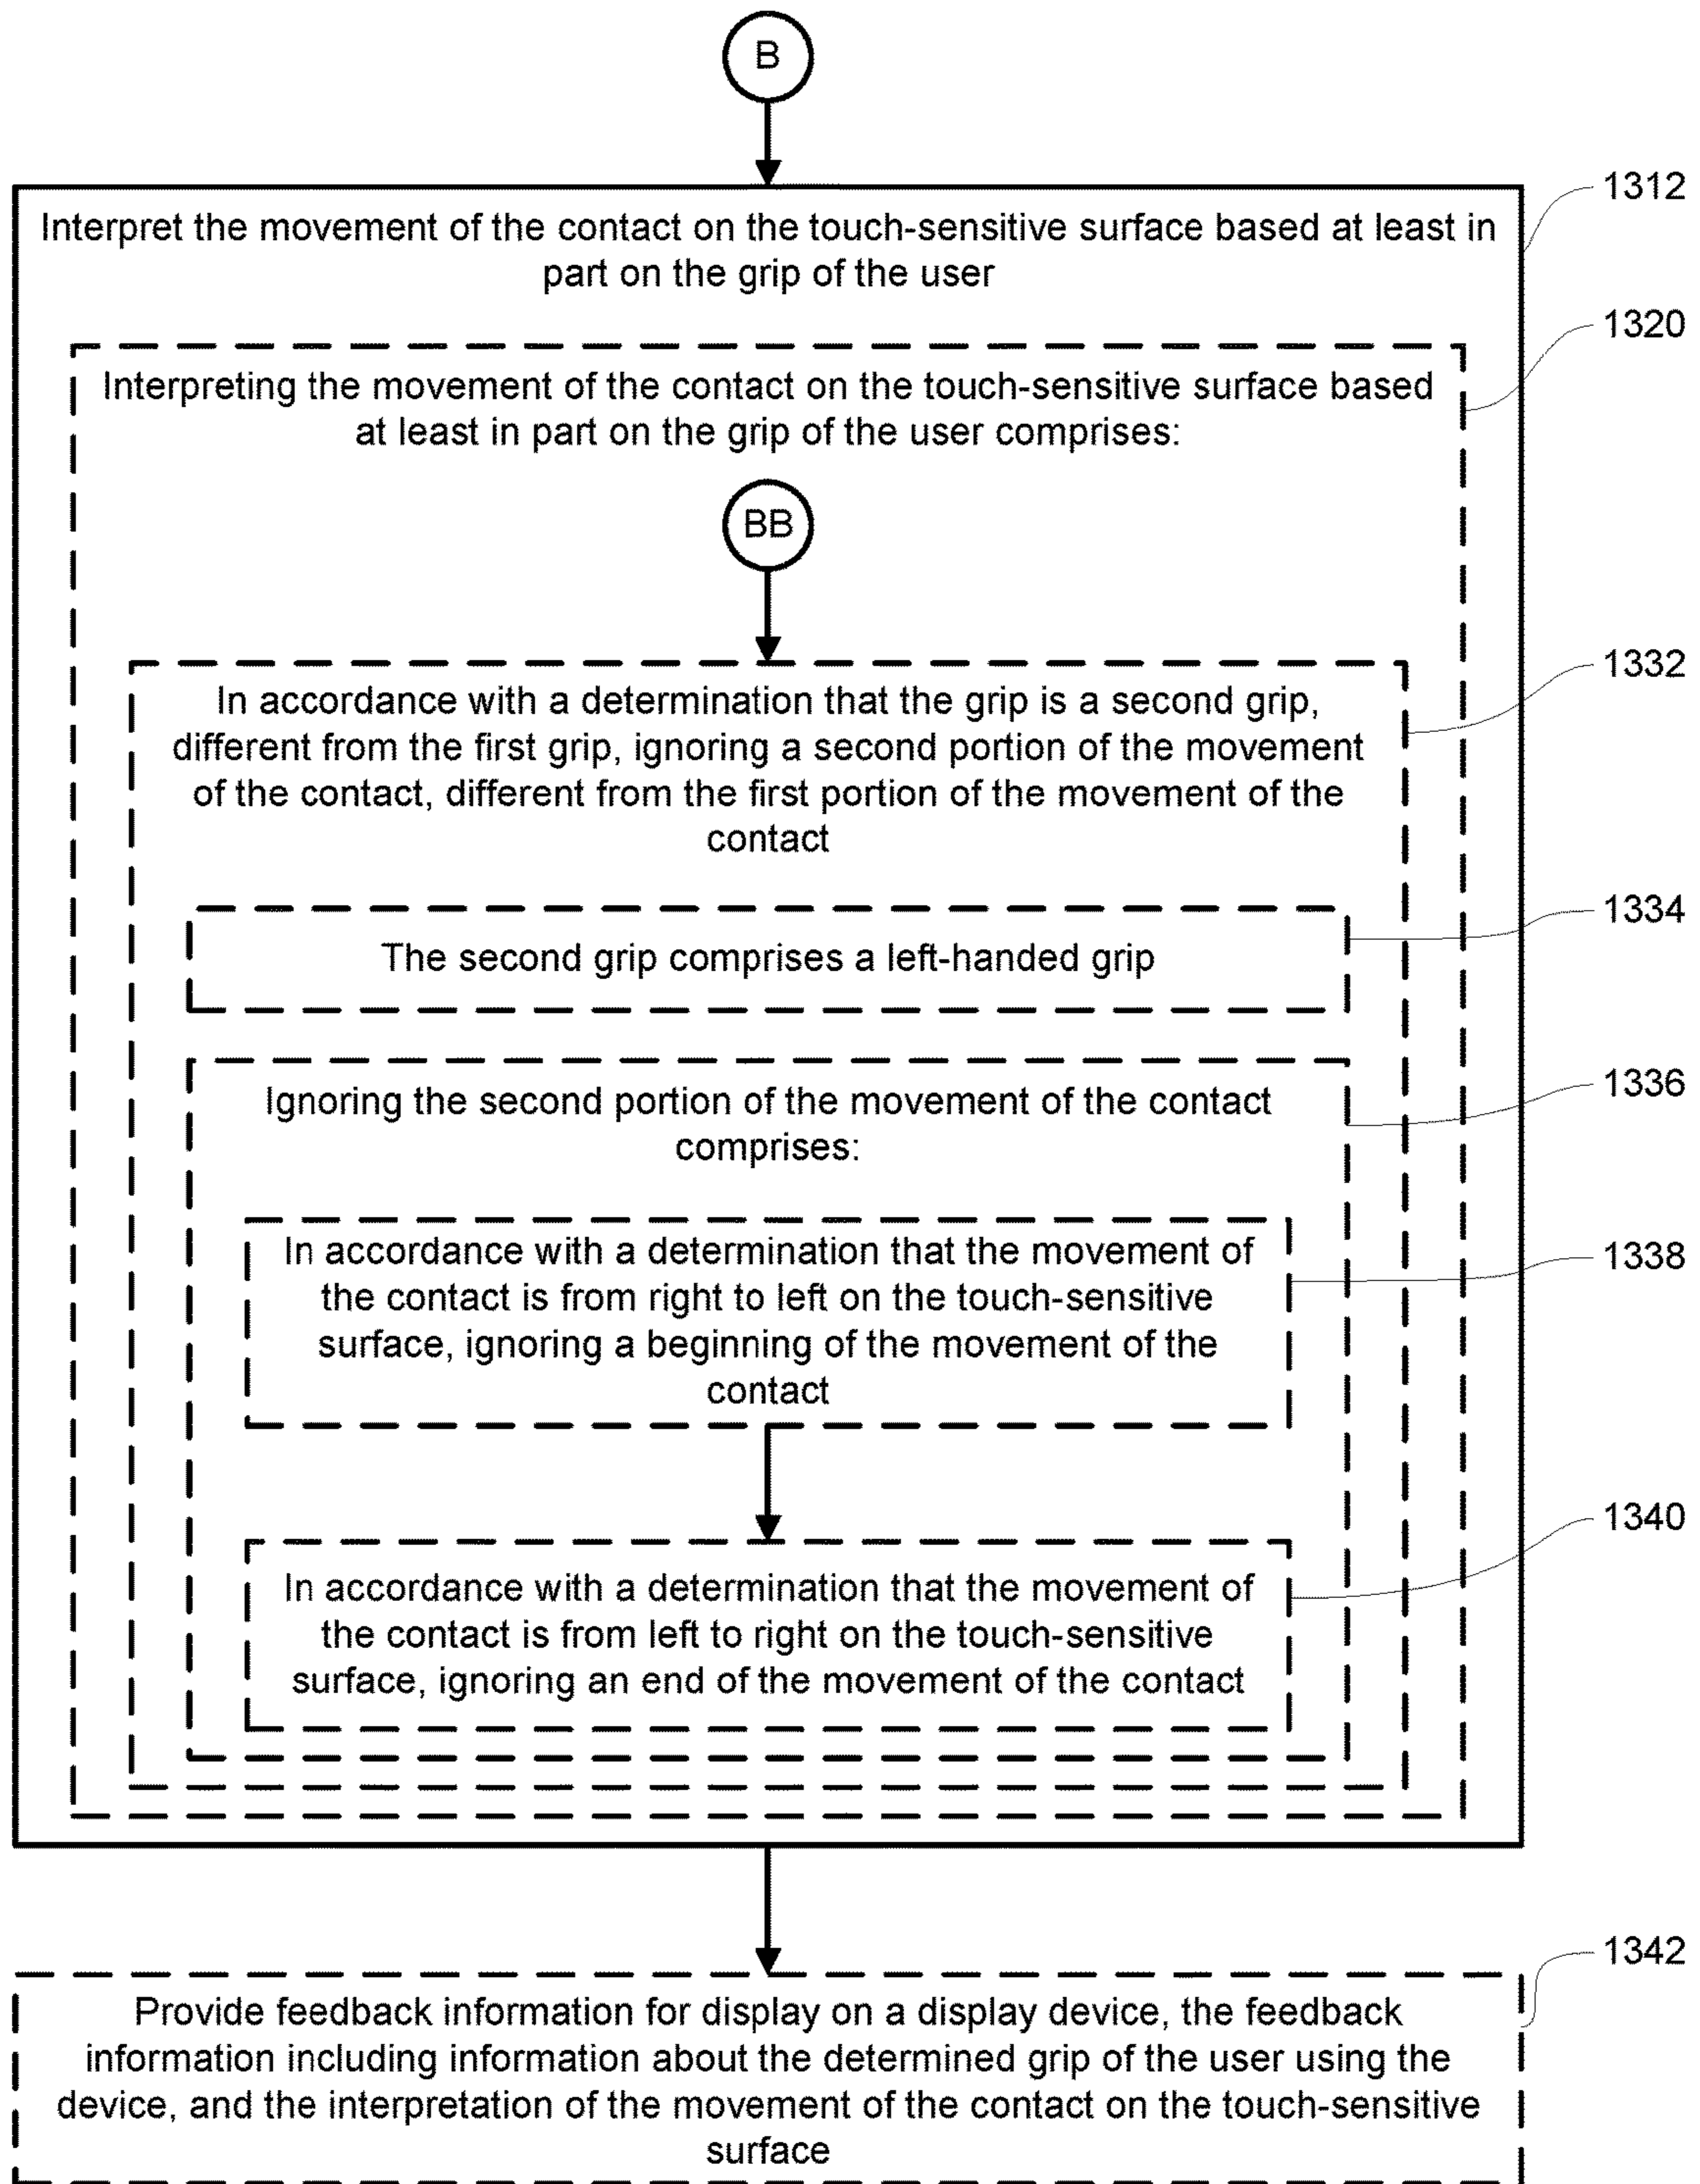 B
1312
Interpret the movement of the contact on the touch-sensitive surface based at least in
part on the grip of the user
1320
Interpreting the movement of the contact on the touch-sensitive surface based
at least in part on the grip of the user comprises:
BB
1332
In accordance with a determination that the grip is a second grip,
different from the first grip, ignoring a second portion of the movement
of the contact, different from the first portion of the movement of the
contact
1334
The second grip comprises a left-handed grip
1336
Ignoring the second portion of the movement of the contact
comprises:
1338
In accordance with a determination that the movement of
the contact is from right to left on the touch-sensitive
surface, ignoring a beginning of the movement of the
contact
1340
In accordance with a determination that the movement of
the contact is from left to right on the touch-sensitive
surface, ignoring an end of the movement of the contact
1342
Provide feedback information for display on a display device, the feedback
information including information about the determined grip of the user using the
device, and the interpretation of the movement of the contact on the touch-sensitive
surface